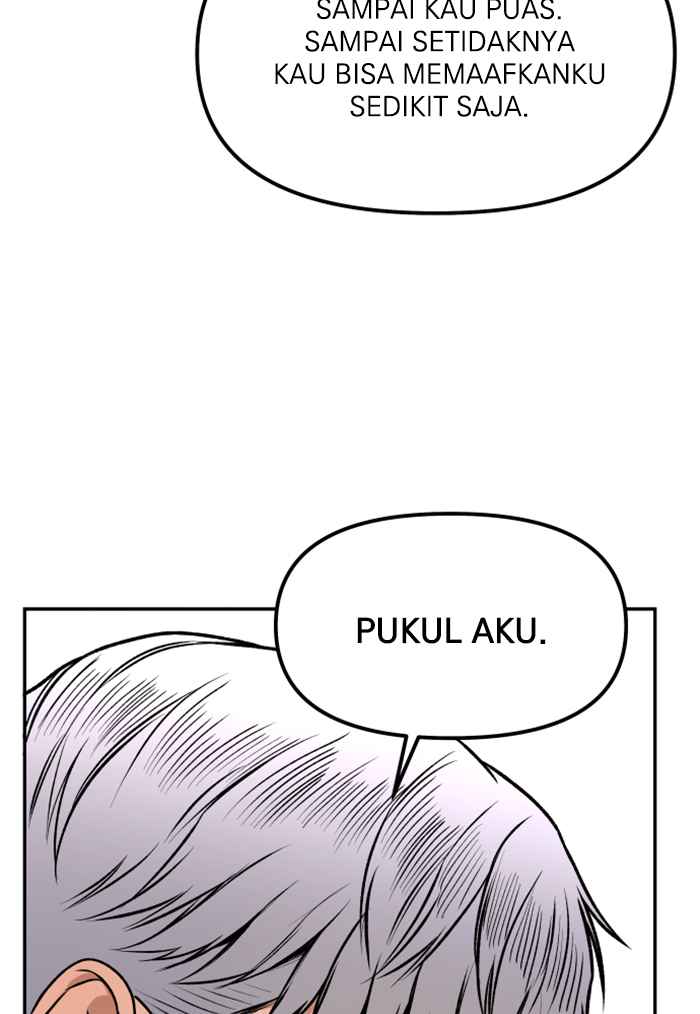 SAMPAI KAU PUAS.
SAMPAI SETIDAKNYA
KAU BISA MEMAAFKANKU
SEDIKIT SAJA.
PUKUL AKU.